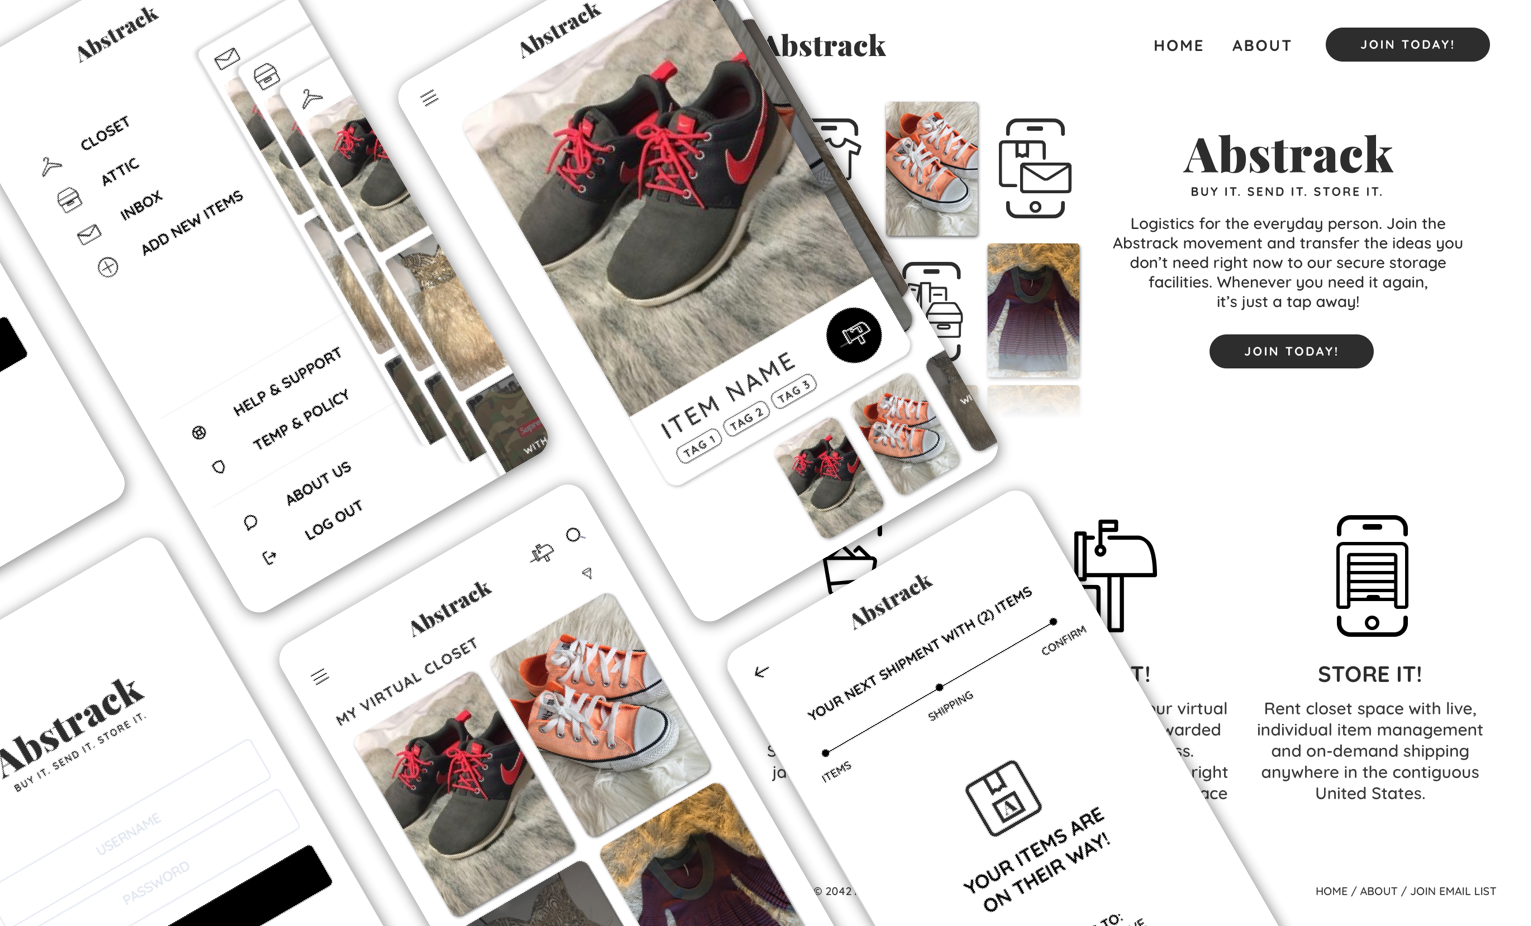 Abstrack
CLOSET
ATTIC
INBOX
ADD NEW ITEMS
HELP & SUPPORT
TEMP & POLICY
ABOUT US
LOG OUT
WITH
Abstrack
ITEM NAME
TAG 1
TAG 2
TAG 3
Abstrack
HOME
ABOUT
JOIN TODAY!
Abstrack
BUY IT. SEND IT. STORE IT.
Logistics for the everyday person. Join the
Abstrack movement and transfer the ideas you
don't need right now to our secure storage
facilities. Whenever you need it again,
it's just a tap away!
JOIN TODAY!
Abstrack
BUY IT. SEND IT. STORE IT.
USERNAME
PASSWORD
Abstrack
MY VIRTUAL CLOSET
Abstrack
YOUR NEXT SHIPMENT WITH (2) ITEMS
ITEMS
SHIPPING
CONFIRM
YOUR ITEMS ARE
ON THEIR WAY!
TO:
T!
ur virtual
warded
ss.
right
ace
STORE IT!
Rent closet space with live,
individual item management
and on-demand shipping
anywhere in the contiguous
United States.
© 2042
HOME / ABOUT / JOIN EMAIL LIST